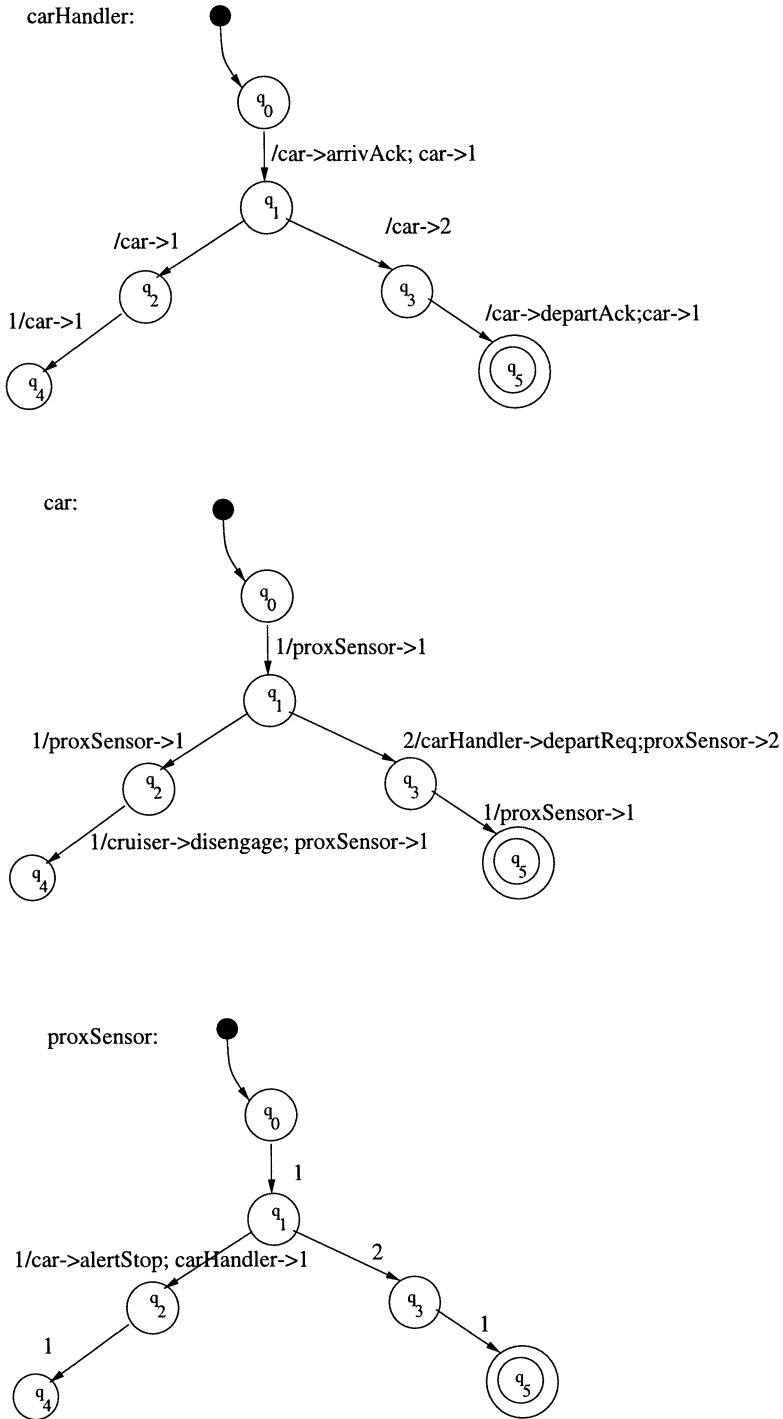 carHandler:
q0
/car->arrivAck; car->1
q1
/car->1
/car->2
q2
q3
1/car->1
/car->departAck;car->1
q4
q5
car:
q0
1/proxSensor->1
q1
1/proxSensor->1
2/carHandler->departReq;proxSensor->2
q2
q3
1/proxSensor->1
1/cruiser->disengage; proxSensor->1
q4
q5
proxSensor:
q0
1
q1
1/car->alertStop; carHandler->1
2
q2
q3
1
1
q4
q5